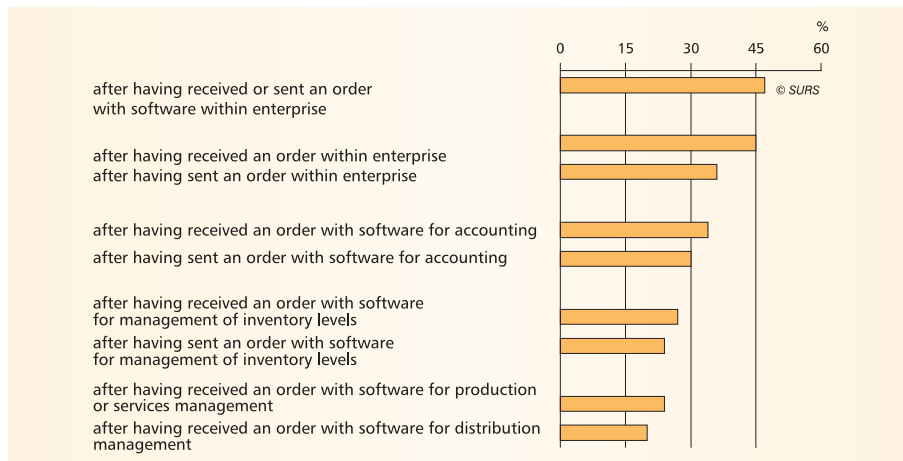 %
0 15 30 45 60
after having received or sent an order
with software within enterprise
© SURS
after having received an order within enterprise
after having sent an order within enterprise
after having received an order with software for accounting
after having sent an order with software for accounting
after having received an order with software
for management of inventory levels
after having sent an order with software
for management of inventory levels
after having received an order with software for production
or services management
after having received an order with software for distribution
management